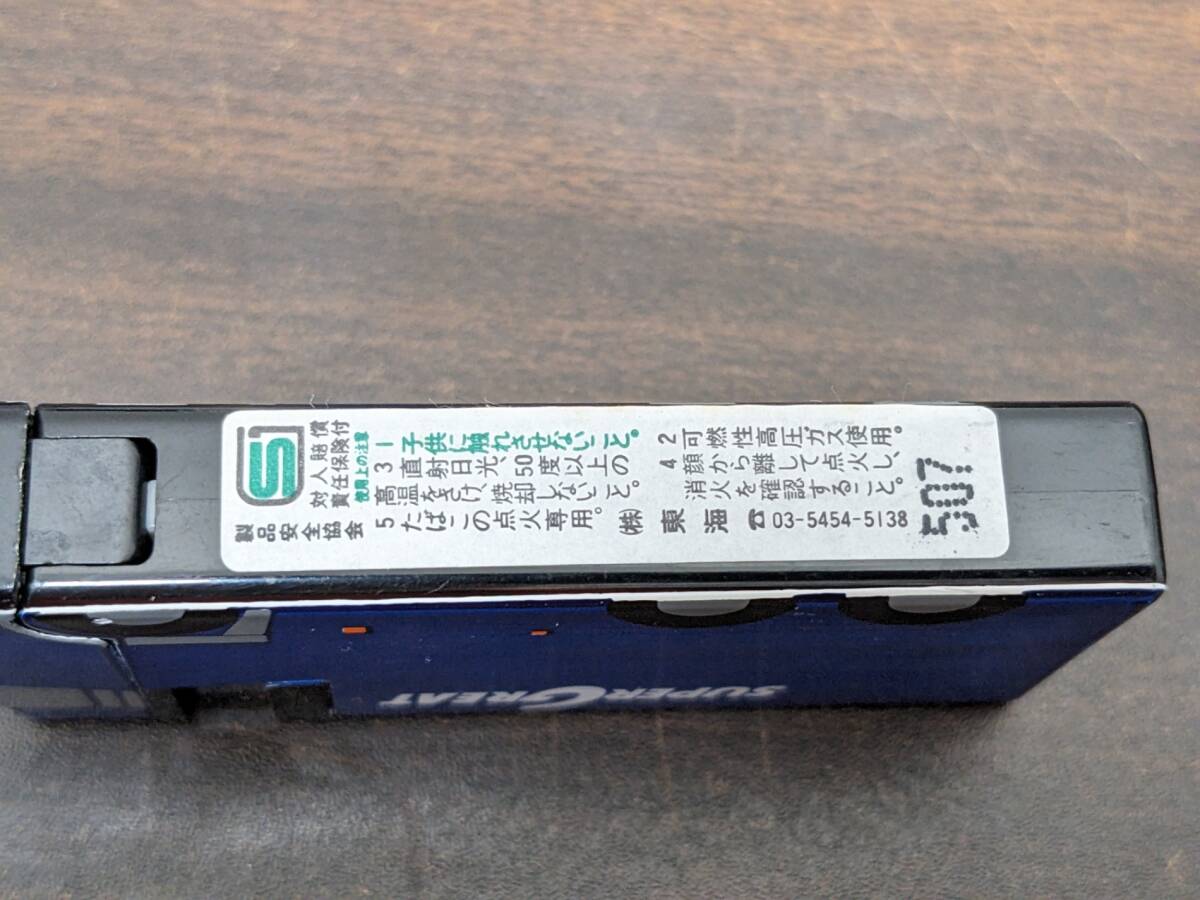 SG
対人賠償
責任保険付
製品
安全
協会
使用上の注意
1 子供に触れさせないこと。
2 可燃性高圧ガス使用。
3 直射日光、50度以上の
高温をさけ、焼却しないこと。
4 顔から離して点火し、
消火を確認すること。
5 たばこの点火専用。
㈱ 東海 ☎03-5454-5138
507
SUPERGREAT